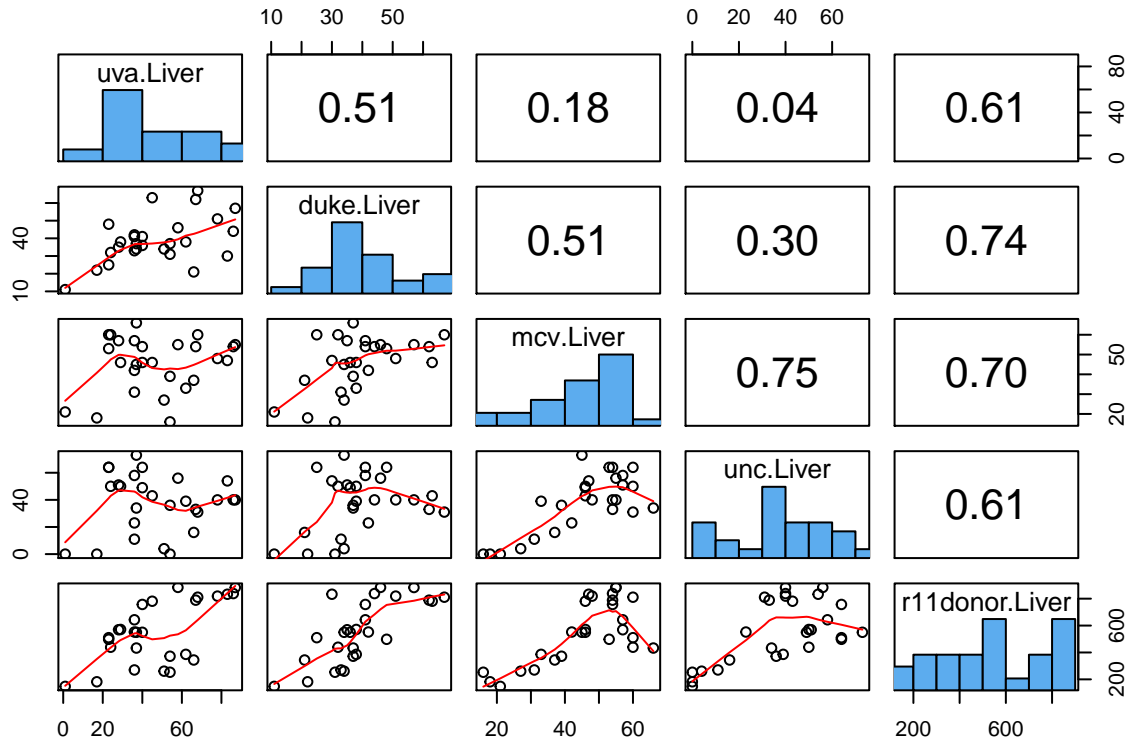 10 30 50 0 20 40 60
uva.Liver 0.51 0.18 0.04 0.61 0 40 80
10 40 duke.Liver 0.51 0.30 0.74
mcv.Liver 0.75 0.70 20 50
0 40 unc.Liver 0.61
r11donor.Liver 200 600
0 20 60 20 40 60 200 600